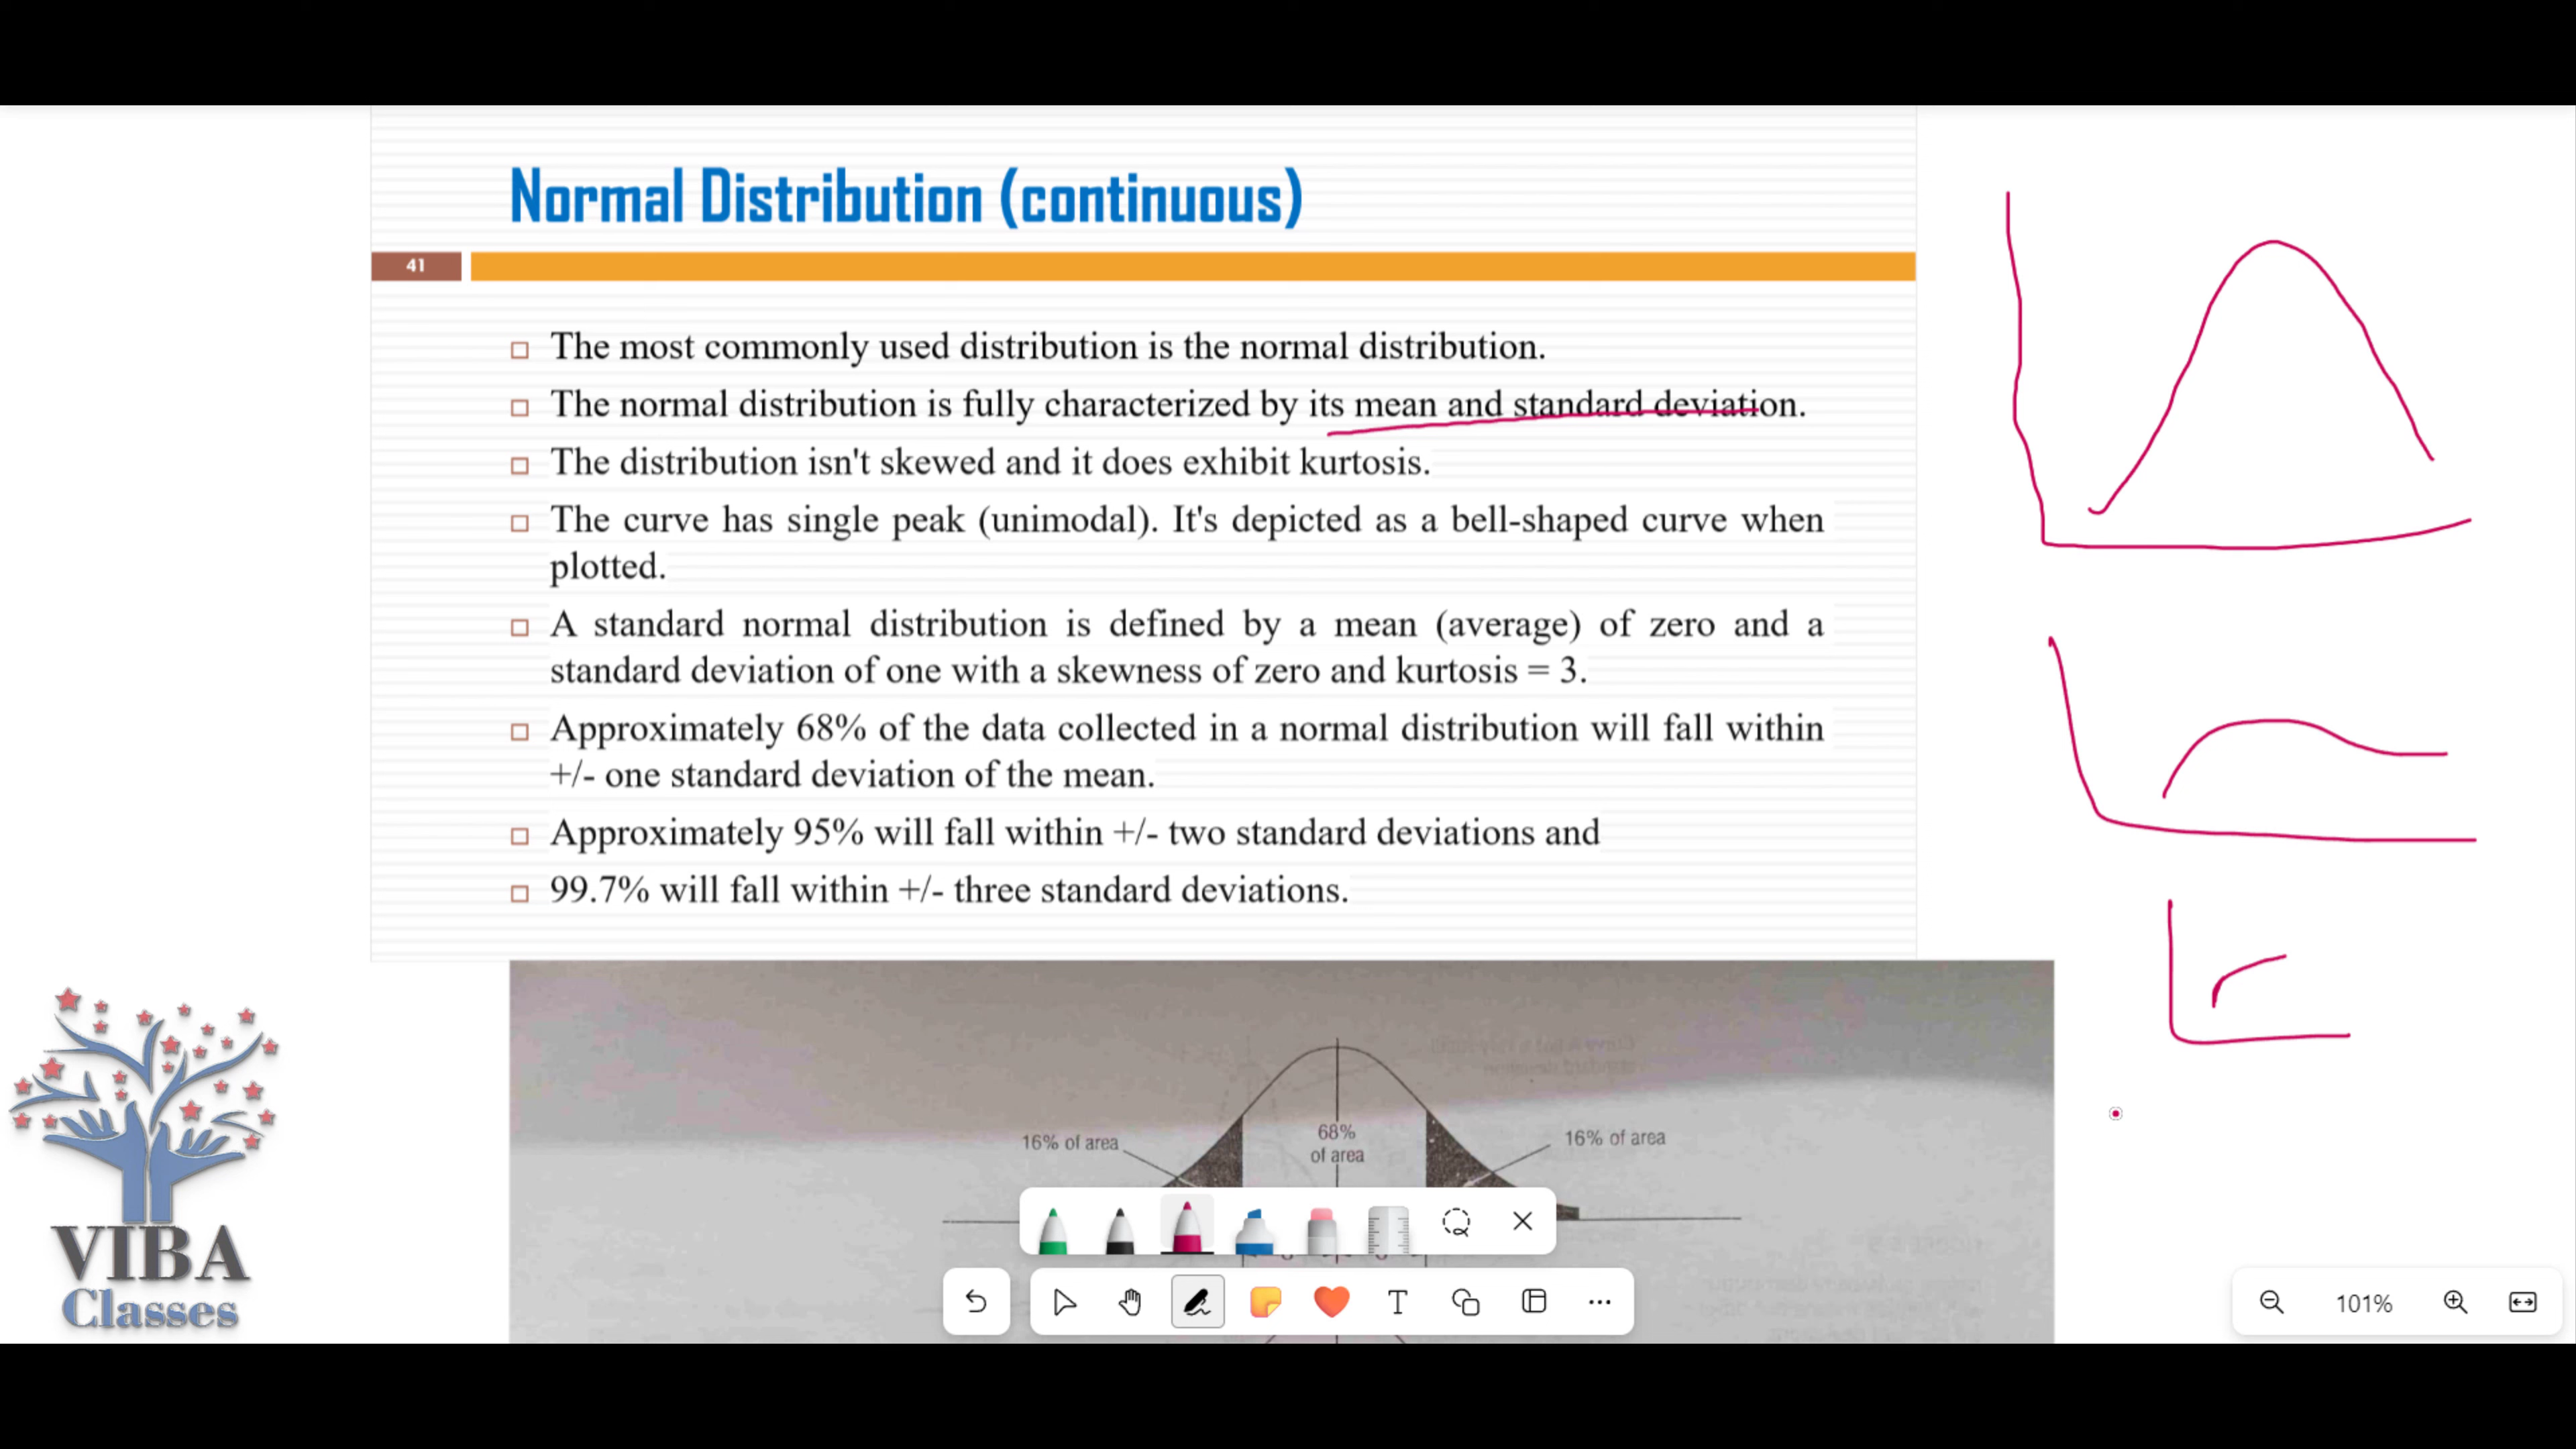 Normal Distribution (continuous)
41
The most commonly used distribution is the normal distribution.
The normal distribution is fully characterized by its mean and standard deviation.
The distribution isn't skewed and it does exhibit kurtosis.
The curve has single peak (unimodal). It's depicted as a bell-shaped curve when
plotted.
A standard normal distribution is defined by a mean (average) of zero and a
standard deviation of one with a skewness of zero and kurtosis = 3.
Approximately 68% of the data collected in a normal distribution will fall within
+/- one standard deviation of the mean.
Approximately 95% will fall within +/- two standard deviations and
99.7% will fall within +/- three standard deviations.
16% of area
68%
of area
16% of area
VIBA
Classes
T
101%